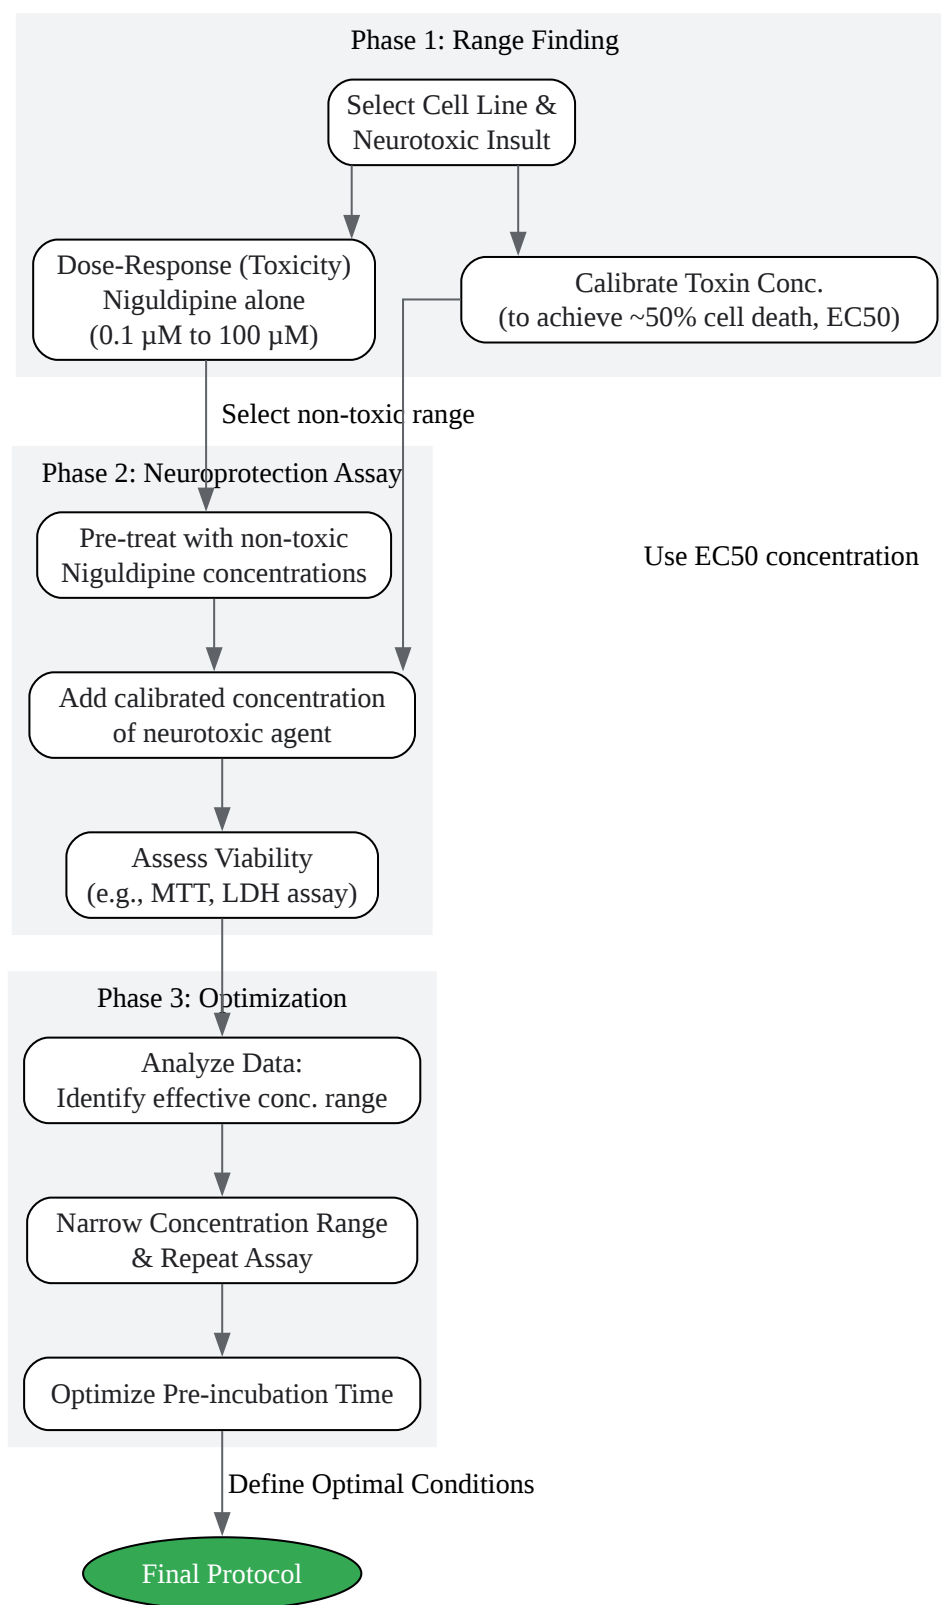 Phase 1: Range Finding
Select Cell Line &
Neurotoxic Insult
Dose-Response (Toxicity)
Niguldipine alone
(0.1 µM to 100 µM)
Calibrate Toxin Conc.
(to achieve ~50% cell death, EC50)
Select non-toxic range
Phase 2: Neuroprotection Assay
Pre-treat with non-toxic
Niguldipine concentrations
Use EC50 concentration
Add calibrated concentration
of neurotoxic agent
Assess Viability
(e.g., MTT, LDH assay)
Phase 3: Optimization
Analyze Data:
Identify effective conc. range
Narrow Concentration Range
& Repeat Assay
Optimize Pre-incubation Time
Define Optimal Conditions
Final Protocol